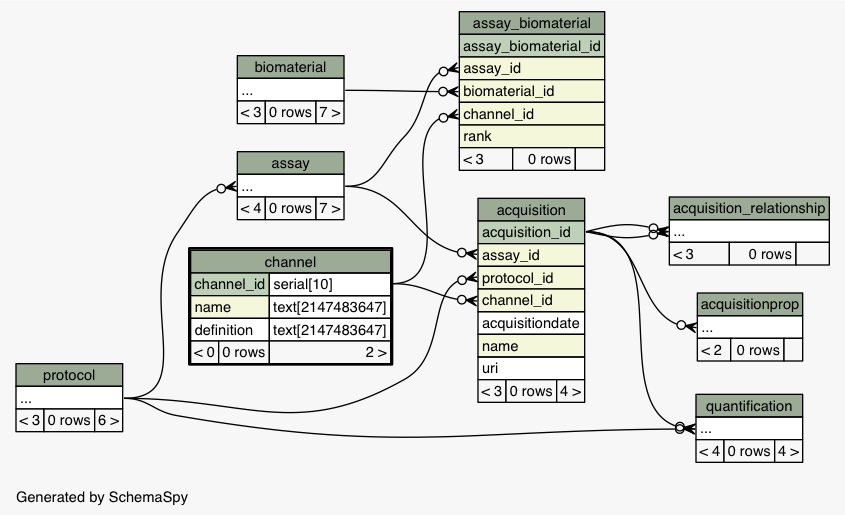 assay_biomaterial
assay_biomaterial_id
assay_id
biomaterial_id
channel_id
rank
< 3 0 rows
biomaterial
...
< 3 0 rows 7 >
assay
...
< 4 0 rows 7 >
channel
channel_id serial[10]
name text[2147483647]
definition text[2147483647]
< 0 0 rows 2 >
acquisition
acquisition_id
assay_id
protocol_id
channel_id
acquisitiondate
name
uri
< 3 0 rows 4 >
acquisition_relationship
...
< 3 0 rows
acquisitionprop
...
< 2 0 rows
protocol
...
< 3 0 rows 6 >
quantification
...
< 4 0 rows 4 >
Generated by SchemaSpy